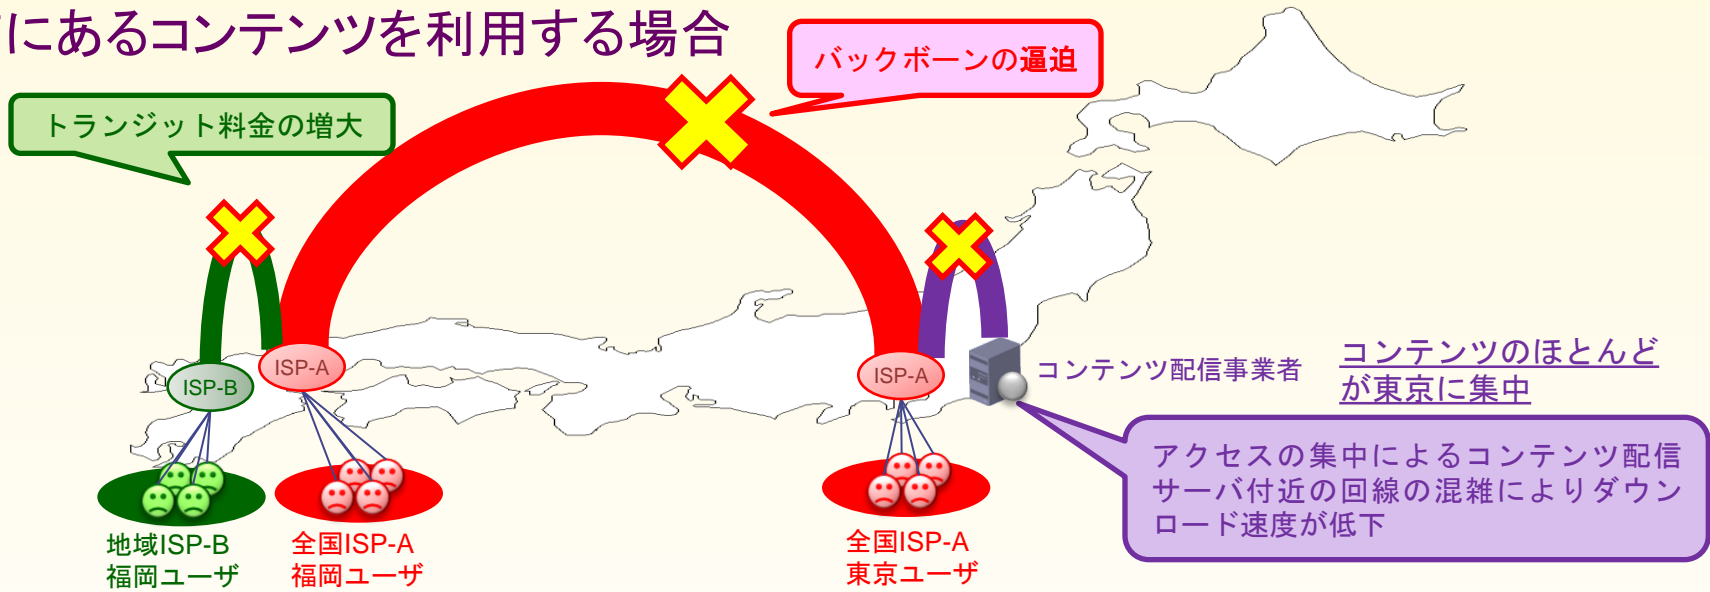 にあるコンテンツを利用する場合
バックボーンの逼迫
トランジット料金の増大
ISP-A
ISP-B
ISP-A
コンテンツ配信事業者
コンテンツのほとんど
が東京に集中
アクセスの集中によるコンテンツ配信
サーバ付近の回線の混雑によりダウン
ロード速度が低下
地域ISP-B
福岡ユーザ
全国ISP-A
福岡ユーザ
全国ISP-A
東京ユーザ